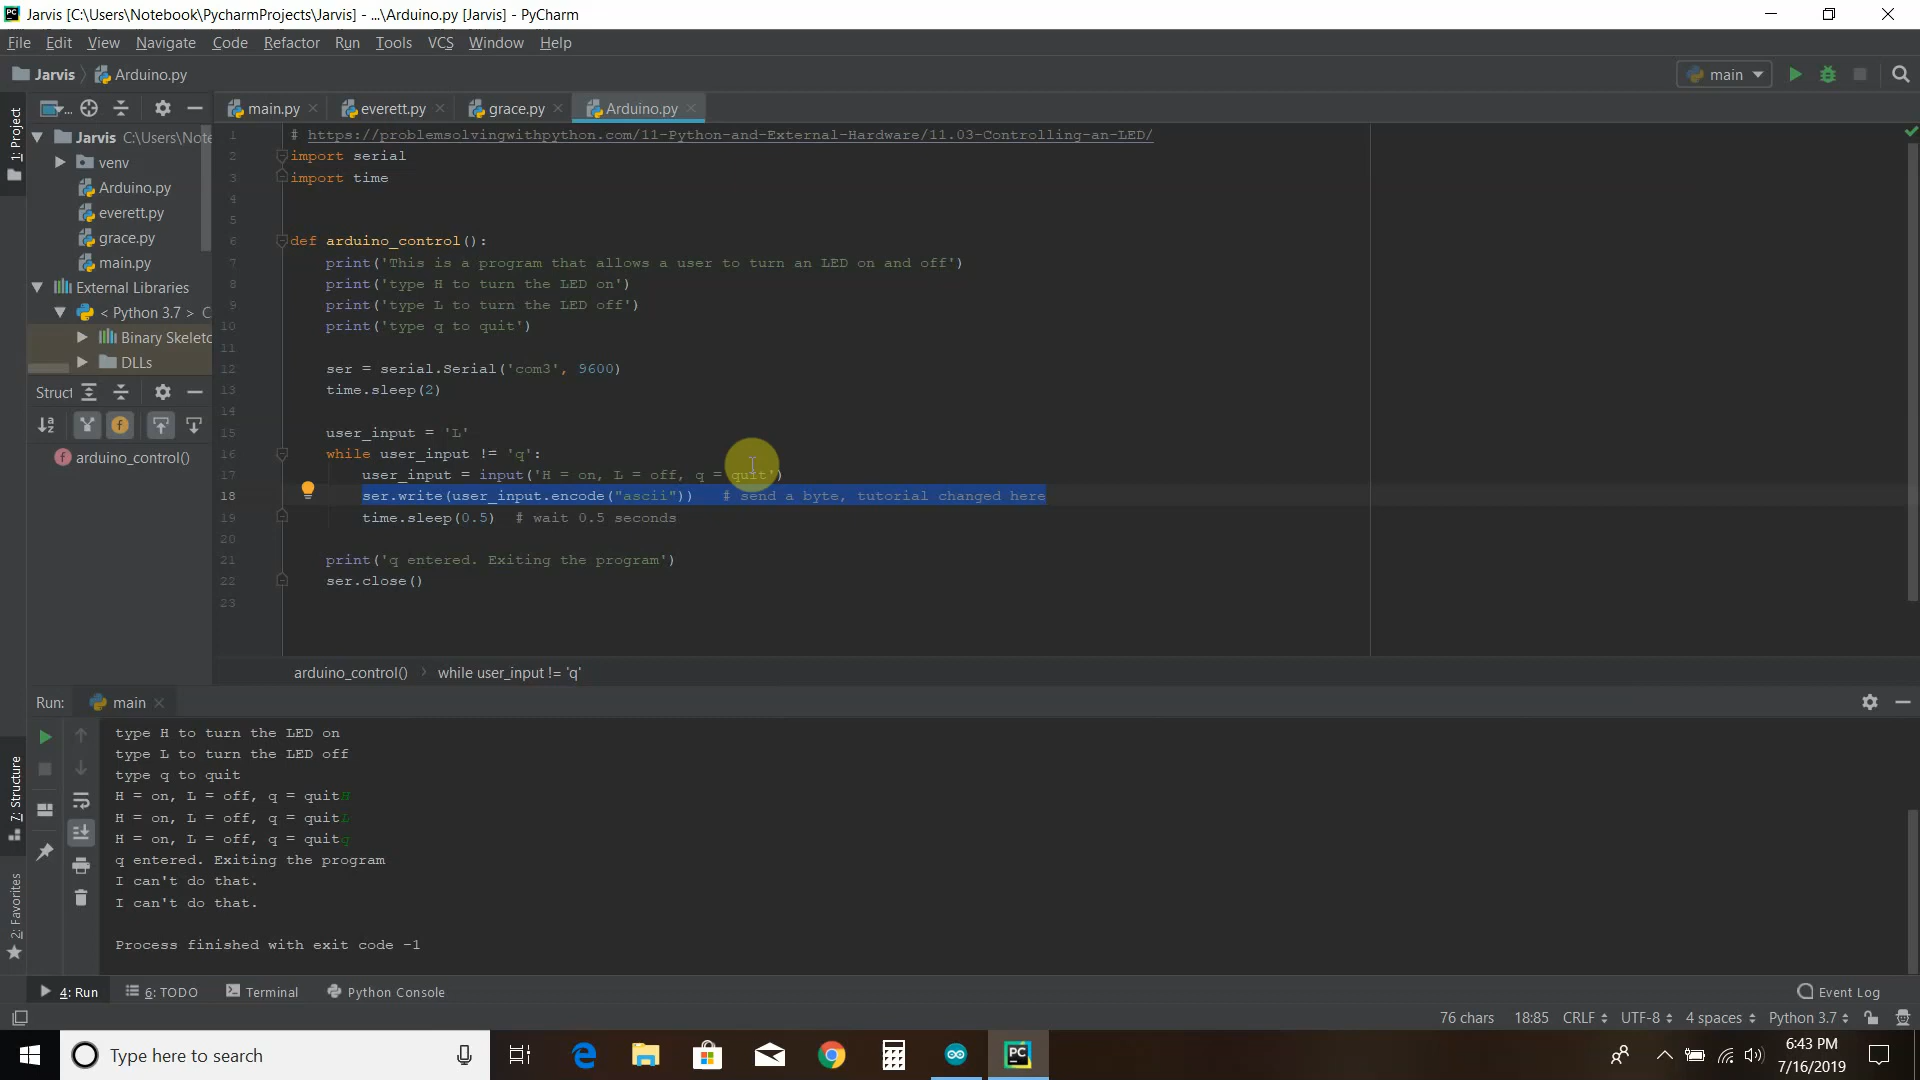 Jarvis [C:\Users\Notebook\PycharmProjects\Jarvis] - ...\Arduino.py [Jarvis] - PyCharm
File Edit View Navigate Code Refactor Run Tools VCS Window Help
Jarvis Arduino.py
main
main.py everett.py grace.py Arduino.py
1: Project
Jarvis C:\Users\Note
venv
Arduino.py
everett.py
grace.py
main.py
External Libraries
< Python 3.7 > C
Binary Skeletc
DLLs
Struct
arduino_control()
1 # https://problemsolvingwithpython.com/11-Python-and-External-Hardware/11.03-Controlling-an-LED/
2 import serial
3 import time
4
5
6 def arduino_control():
7 print('This is a program that allows a user to turn an LED on and off')
8 print('type H to turn the LED on')
9 print('type L to turn the LED off')
10 print('type q to quit')
11
12 ser = serial.Serial('com3', 9600)
13 time.sleep(2)
14
15 user_input = 'L'
16 while user_input != 'q':
17 user_input = input('H = on, L = off, q = quit')
18 ser.write(user_input.encode("ascii")) # send a byte, tutorial changed here
19 time.sleep(0.5) # wait 0.5 seconds
20
21 print('q entered. Exiting the program')
22 ser.close()
23
arduino_control() while user_input != 'q'
Run: main
7: Structure
2: Favorites
type H to turn the LED on
type L to turn the LED off
type q to quit
H = on, L = off, q = quitH
H = on, L = off, q = quitL
H = on, L = off, q = quitq
q entered. Exiting the program
I can't do that.
I can't do that.
Process finished with exit code -1
4: Run 6: TODO Terminal Python Console Event Log
76 chars 18:85 CRLF UTF-8 4 spaces Python 3.7
Type here to search
PC
6:43 PM
7/16/2019